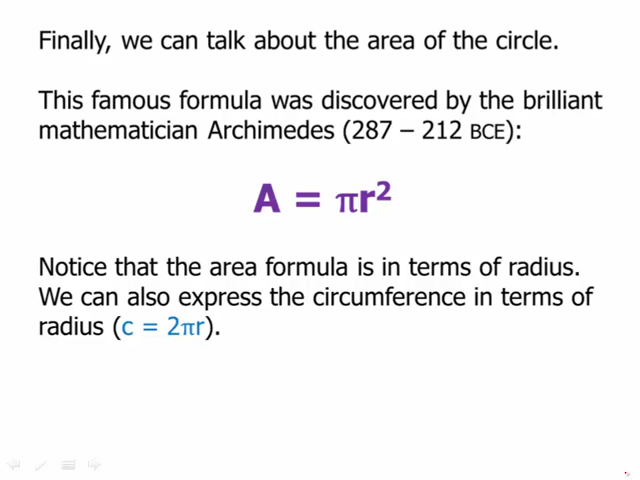 Finally, we can talk about the area of the circle.
This famous formula was discovered by the brilliant
mathematician Archimedes (287 – 212 BCE):
A = πr²
Notice that the area formula is in terms of radius.
We can also express the circumference in terms of
radius (c = 2πr).